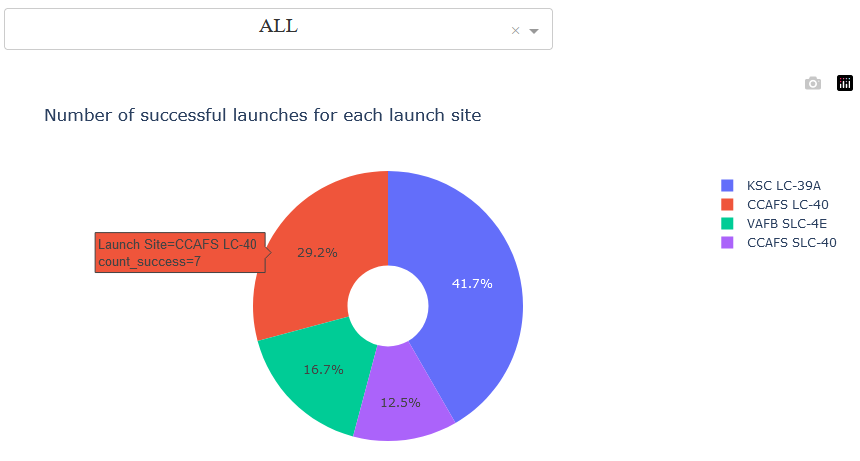 ALL
×
Number of successful launches for each launch site
KSC LC-39A
CCAFS LC-40
VAFB SLC-4E
CCAFS SLC-40
Launch Site=CCAFS LC-40
count_success=7
29.2%
41.7%
16.7%
12.5%